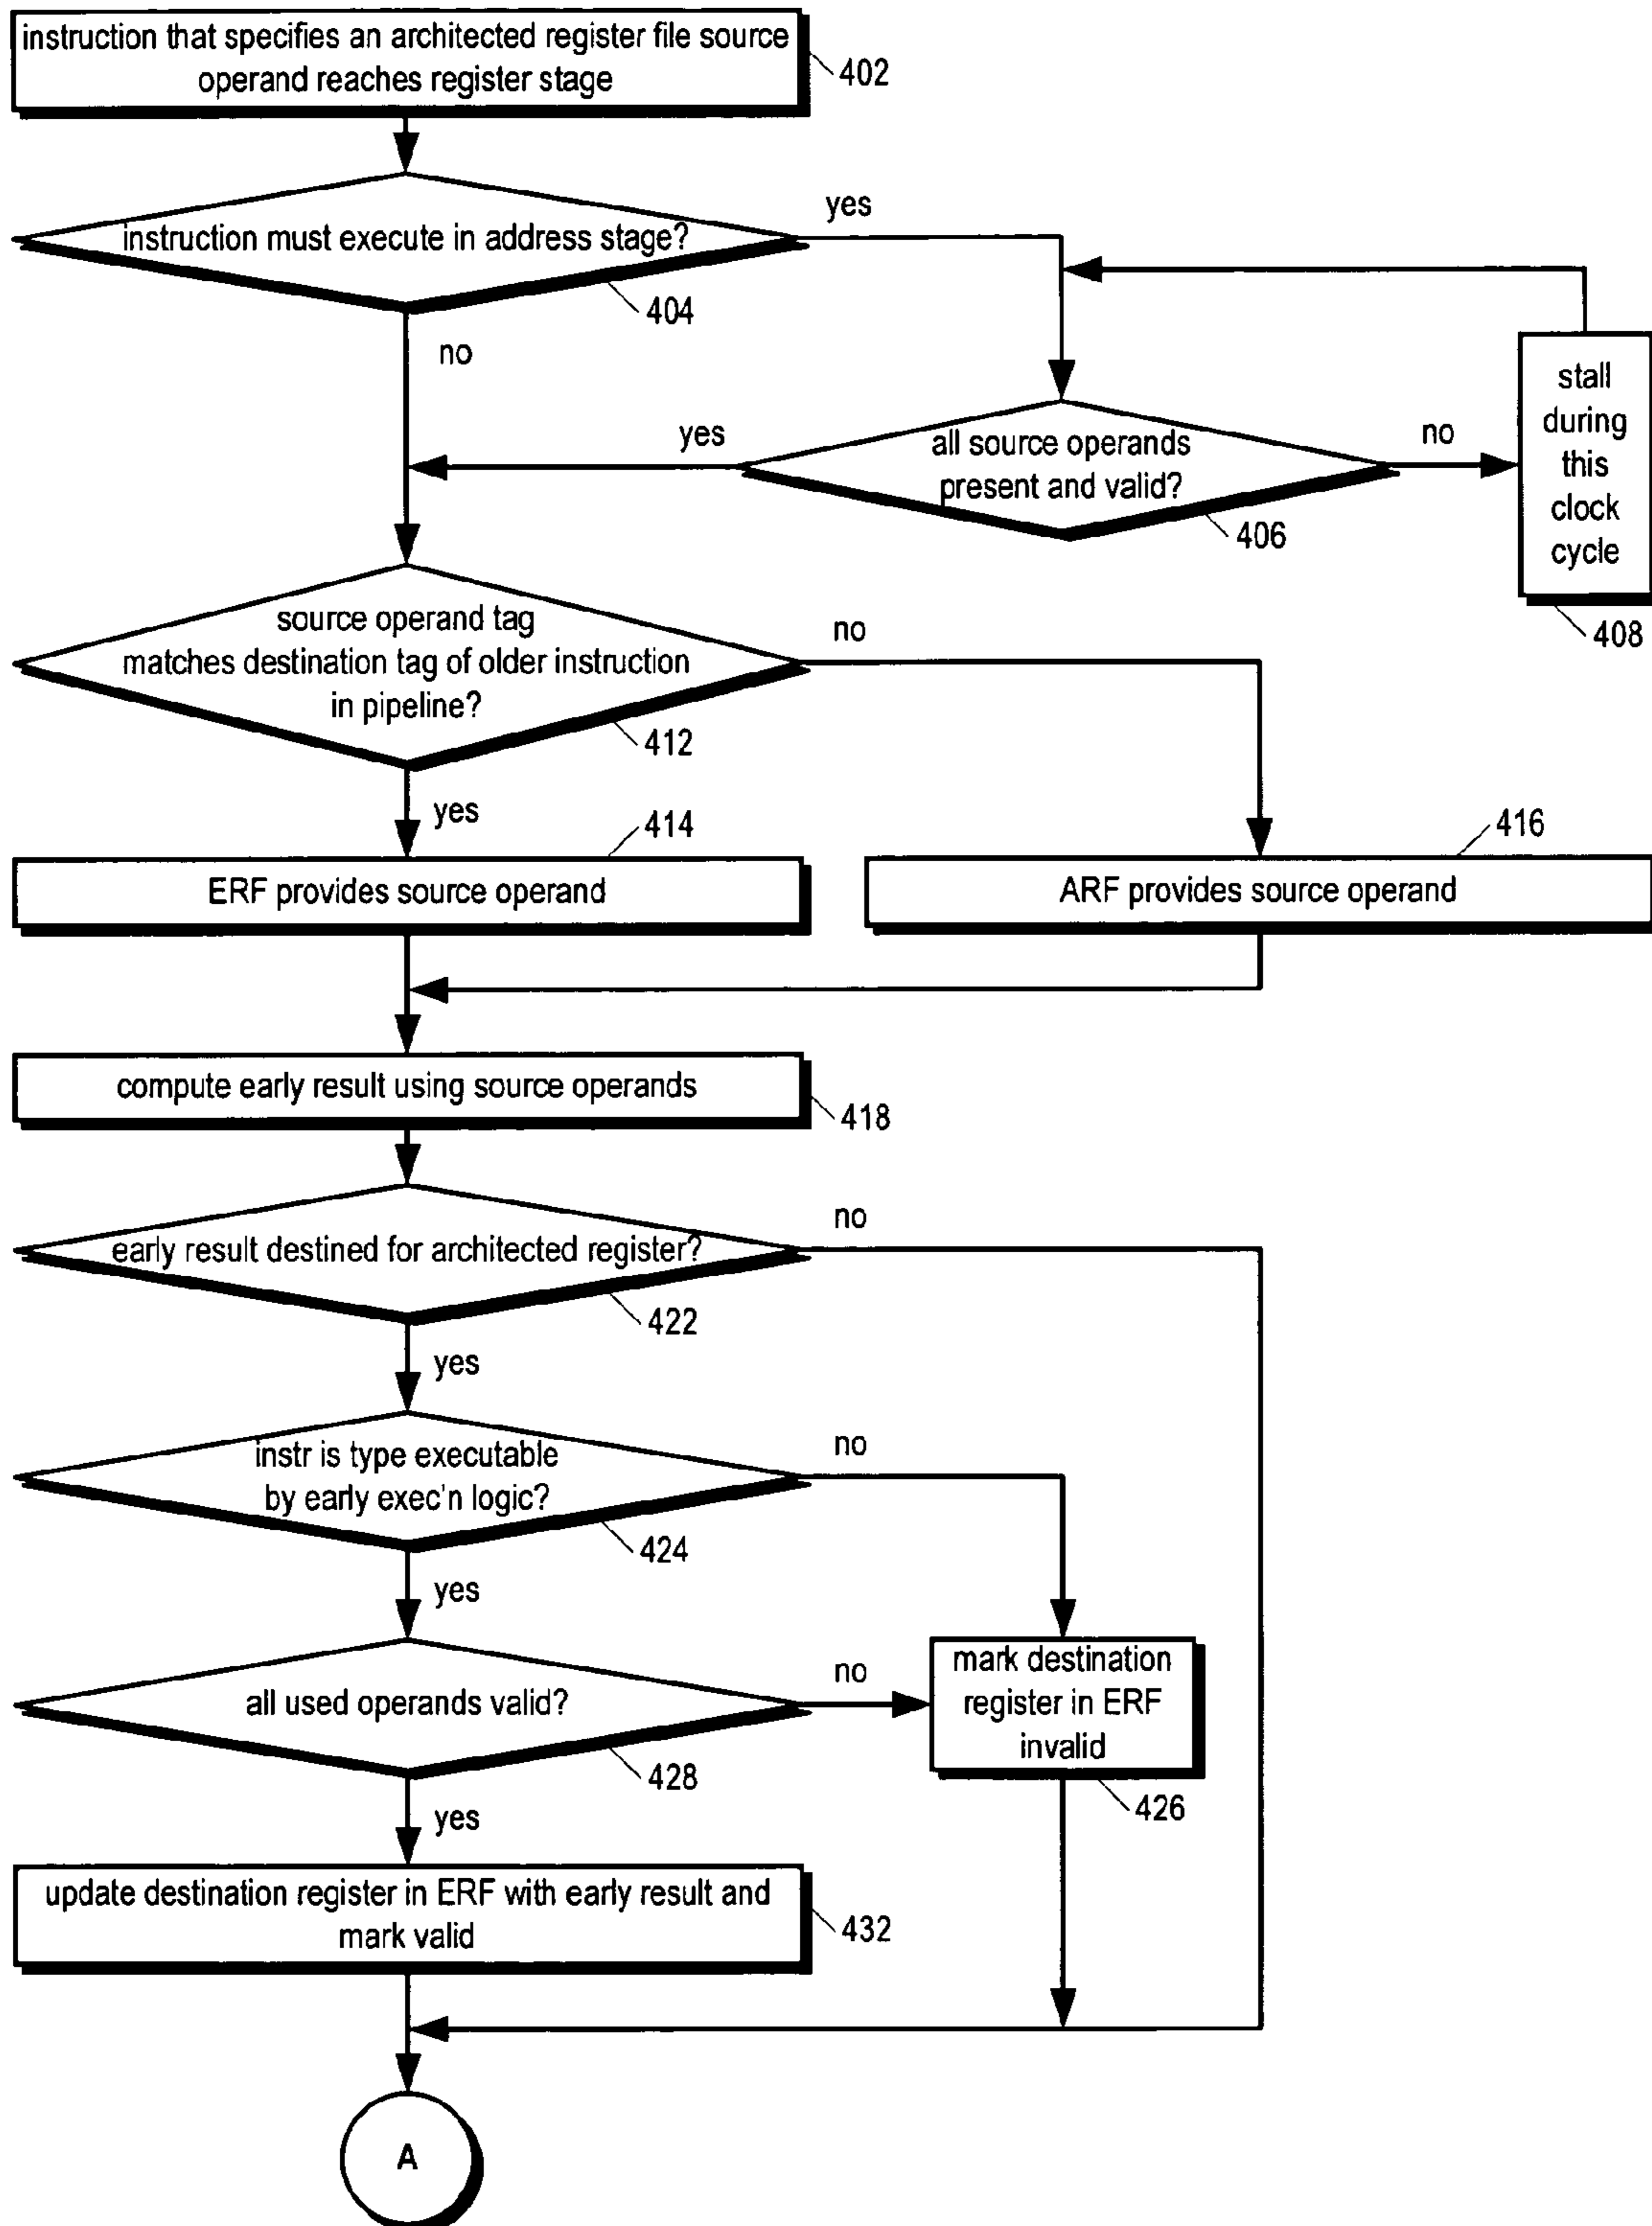 instruction that specifies an architected register file source
operand reaches register stage
402
instruction must execute in address stage?
yes
404
no
stall
during
this
clock
cycle
408
all source operands
present and valid?
yes
no
406
source operand tag
matches destination tag of older instruction
in pipeline?
no
412
yes
414
416
ERF provides source operand
ARF provides source operand
compute early result using source operands
418
early result destined for architected register?
no
422
yes
instr is type executable
by early exec'n logic?
no
424
yes
all used operands valid?
no
428
mark destination
register in ERF
invalid
426
yes
update destination register in ERF with early result and
mark valid
432
A